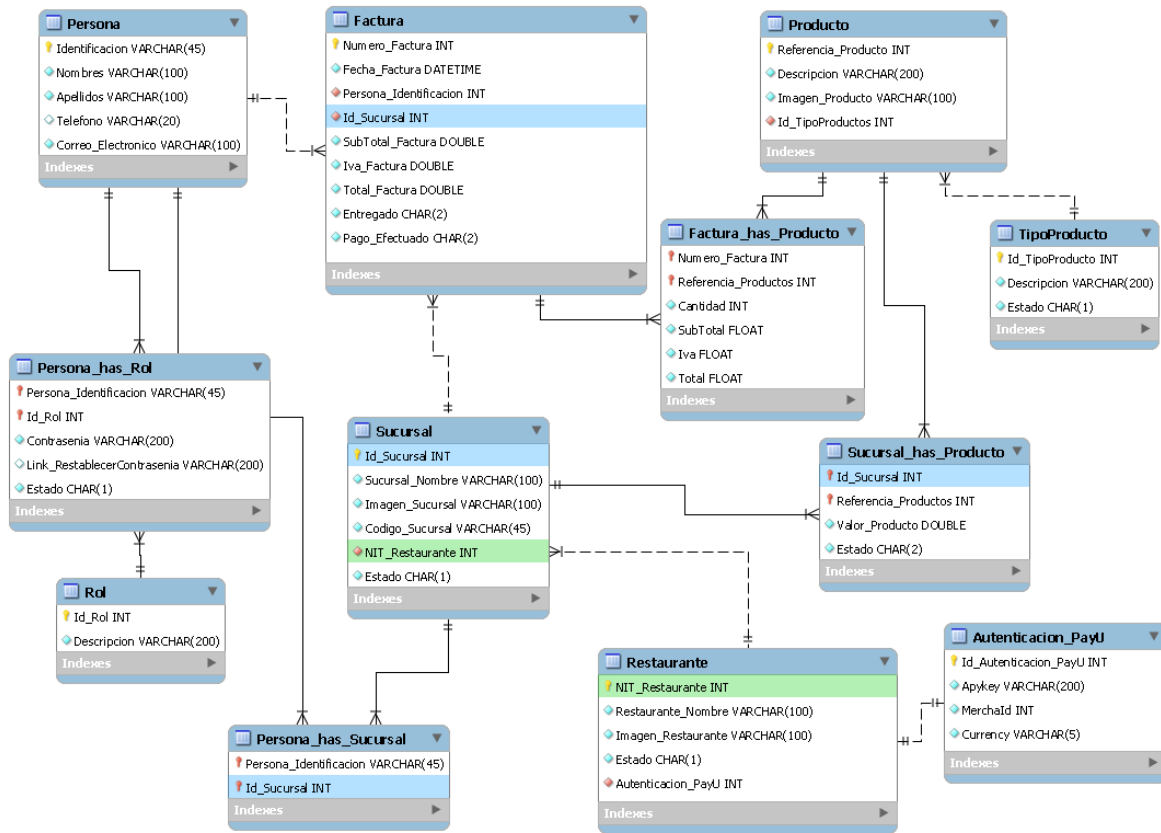 Persona
Identificacion VARCHAR(45)
Nombres VARCHAR(100)
Apellidos VARCHAR(100)
Telefono VARCHAR(20)
Correo_Electronico VARCHAR(100)
Indexes
Factura
Numero_Factura INT
Fecha_Factura DATETIME
Persona_Identificacion INT
Id_Sucursal INT
SubTotal_Factura DOUBLE
Iva_Factura DOUBLE
Total_Factura DOUBLE
Entregado CHAR(2)
Pago_Efectuado CHAR(2)
Indexes
Producto
Referencia_Producto INT
Descripcion VARCHAR(200)
Imagen_Producto VARCHAR(100)
Id_TipoProductos INT
Indexes
Factura_has_Producto
Numero_Factura INT
Referencia_Productos INT
Cantidad INT
SubTotal FLOAT
Iva FLOAT
Total FLOAT
Indexes
TipoProducto
Id_TipoProducto INT
Descripcion VARCHAR(200)
Estado CHAR(1)
Indexes
Persona_has_Rol
Persona_Identificacion VARCHAR(45)
Id_Rol INT
Contrasenia VARCHAR(200)
Link_RestablecerContrasenia VARCHAR(200)
Estado CHAR(1)
Indexes
Sucursal
Id_Sucursal INT
Sucursal_Nombre VARCHAR(100)
Imagen_Sucursal VARCHAR(100)
Codigo_Sucursal VARCHAR(45)
NIT_Restaurante INT
Estado CHAR(1)
Indexes
Sucursal_has_Producto
Id_Sucursal INT
Referencia_Productos INT
Valor_Producto DOUBLE
Estado CHAR(2)
Indexes
Rol
Id_Rol INT
Descripcion VARCHAR(200)
Indexes
Restaurante
NIT_Restaurante INT
Restaurante_Nombre VARCHAR(100)
Imagen_Restaurante VARCHAR(100)
Estado CHAR(1)
Autenticacion_PayU INT
Indexes
Autenticacion_PayU
Id_Autenticacion_PayU INT
Apykey VARCHAR(200)
MerchaId INT
Currency VARCHAR(5)
Indexes
Persona_has_Sucursal
Persona_Identificacion VARCHAR(45)
Id_Sucursal INT
Indexes